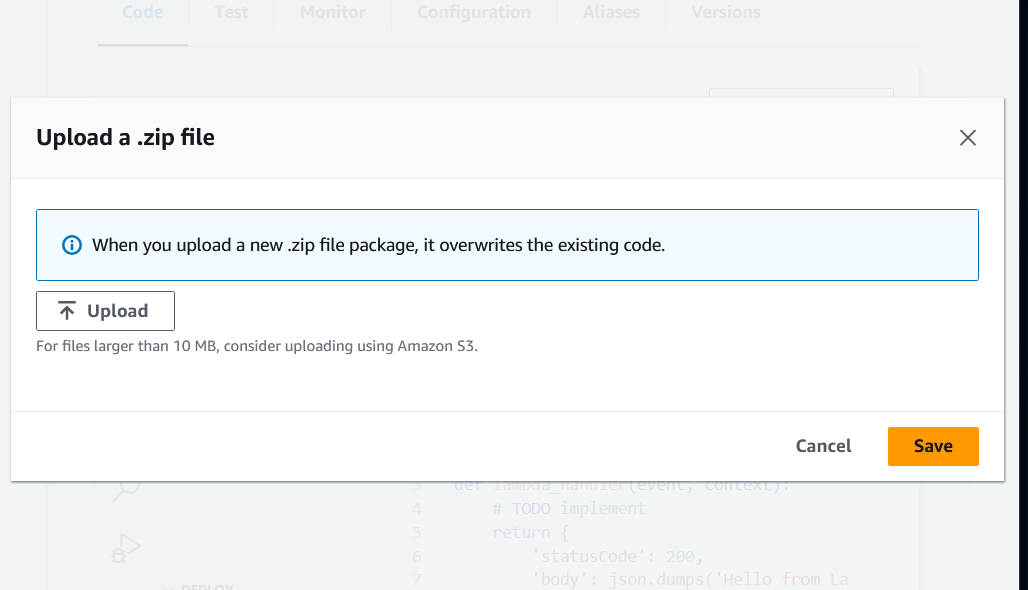 Code Test Monitor Configuration Aliases Versions
Upload a .zip file
When you upload a new .zip file package, it overwrites the existing code.
Upload
For files larger than 10 MB, consider uploading using Amazon S3.
Cancel Save
3 def lambda_handler(event, context):
4 # TODO implement
5 return {
6 'statusCode': 200,
7 'body': json.dumps('Hello from La
DEPLOY